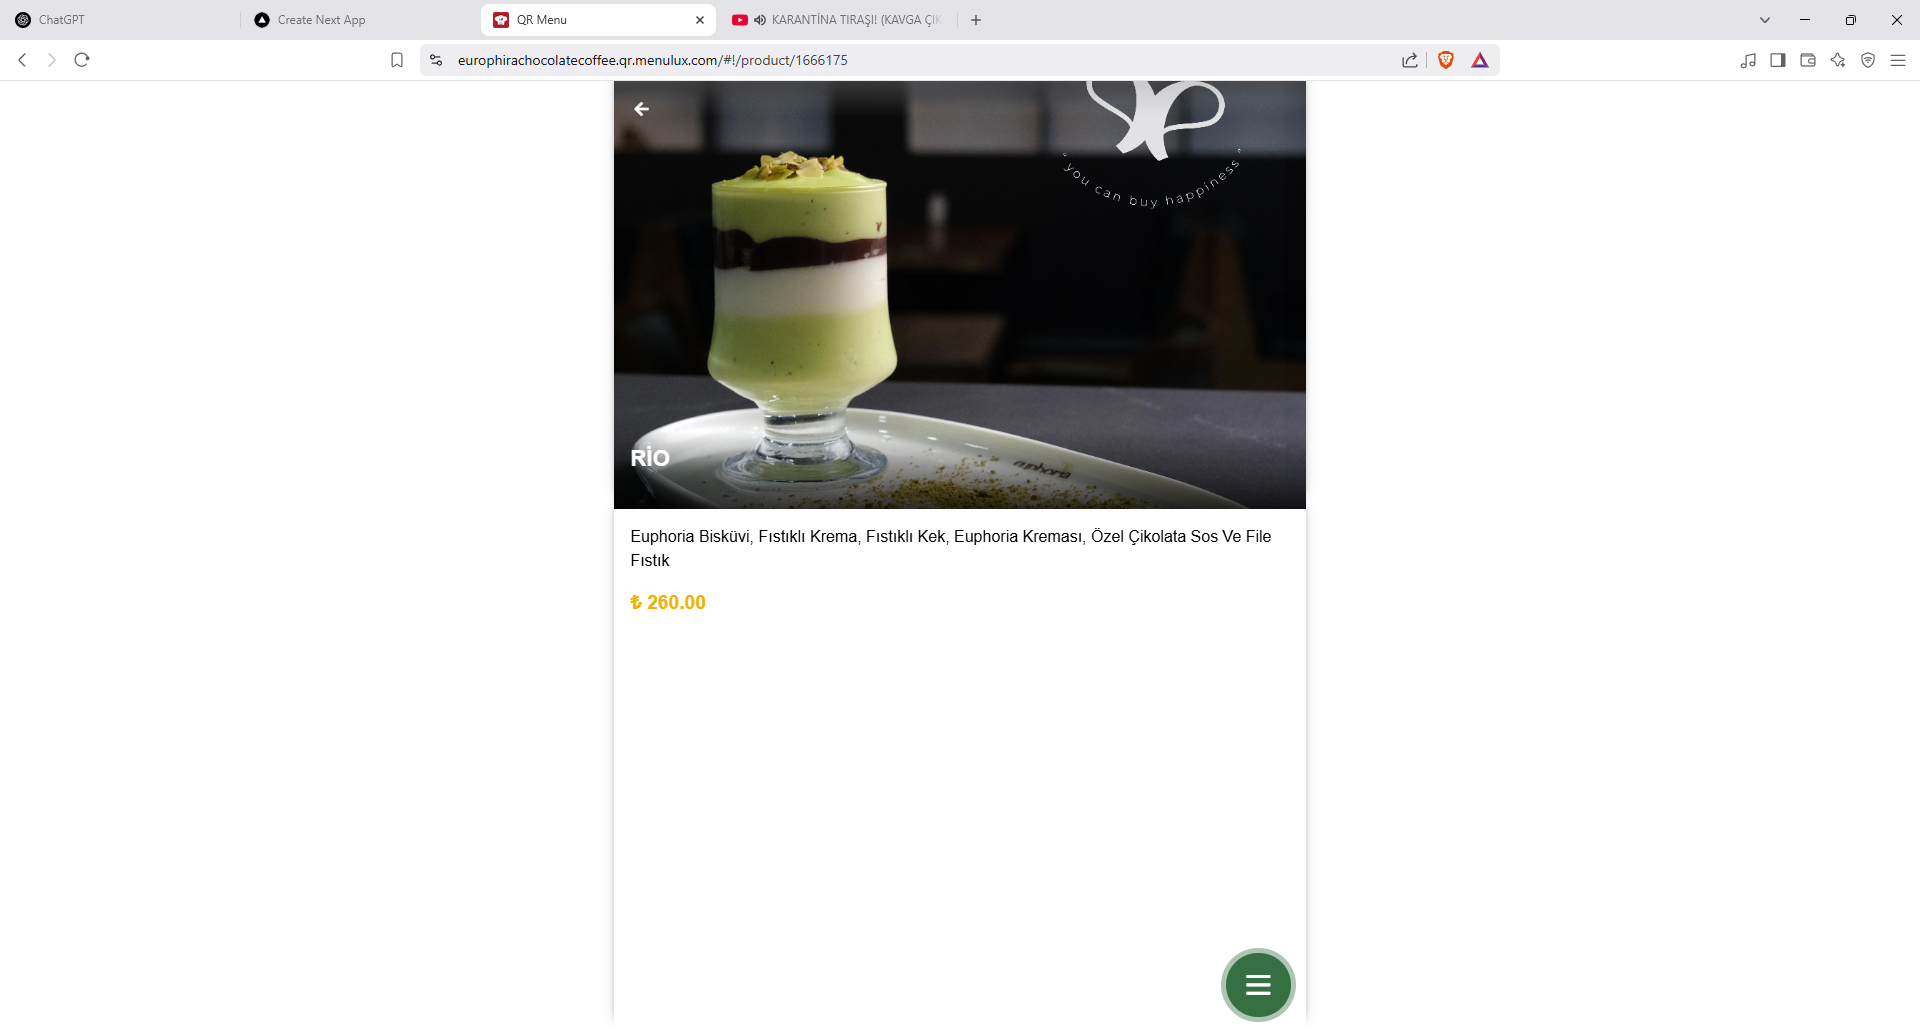 ChatGPT
Create Next App
QR Menu
KARANTİNA TIRAŞI! (KAVGA ÇIK
europhirachocolatecoffee.qr.menulux.com/#!/product/1666175
“you can buy happiness”
euphoria
RİO
Euphoria Bisküvi, Fıstıklı Krema, Fıstıklı Kek, Euphoria Kreması, Özel Çikolata Sos Ve File
Fıstık
₺ 260.00